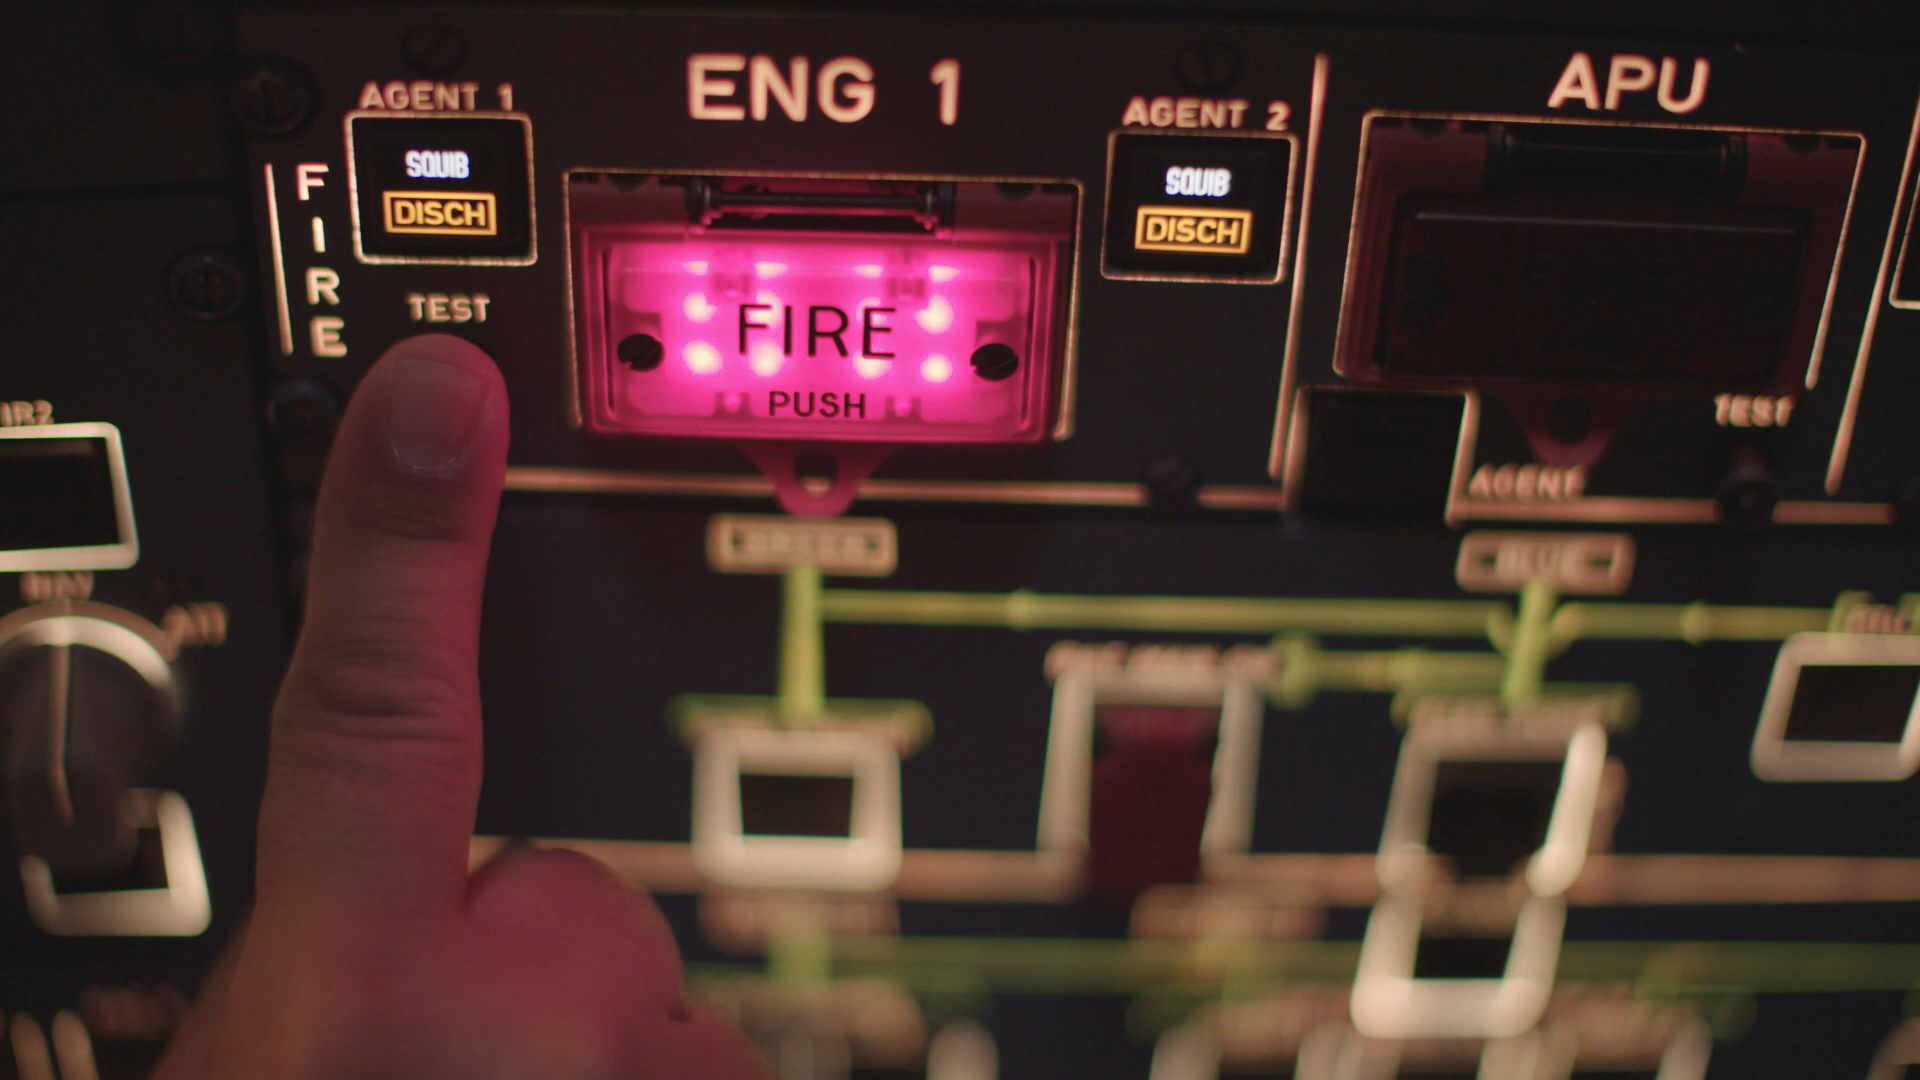 ENG 1
APU
AGENT 1
AGENT 2
SQUIB
DISCH
SQUIB
DISCH
FIRE
TEST
FIRE
PUSH
TEST
AGENT
IR2
GREEN
BLUE